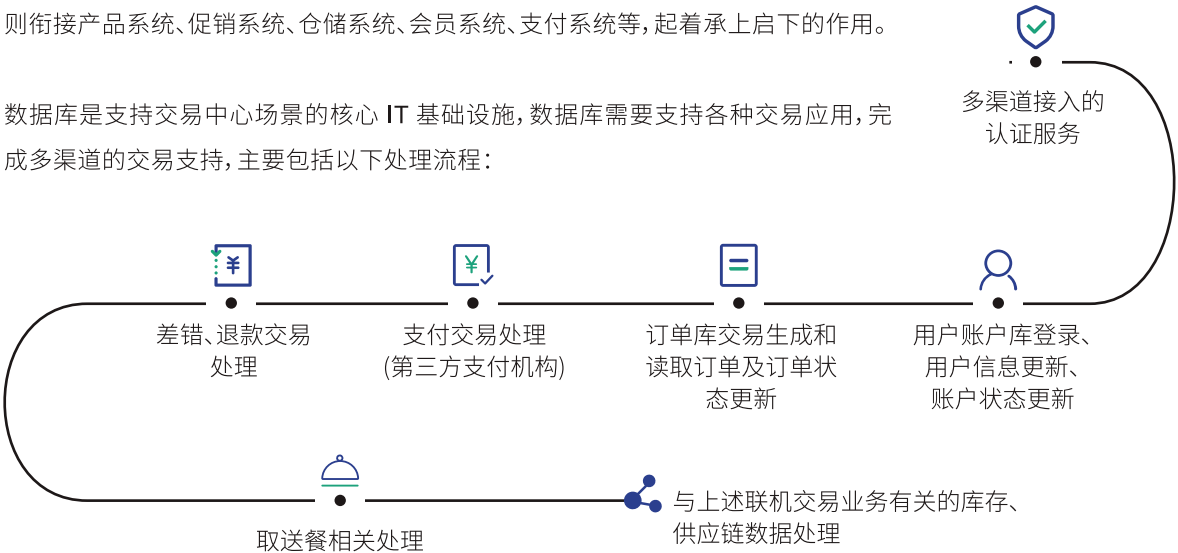 则衔接产品系统、促销系统、仓储系统、会员系统、支付系统等，起着承上启下的作用。
数据库是支持交易中心场景的核心 IT 基础设施，数据库需要支持各种交易应用，完
成多渠道的交易支持，主要包括以下处理流程：
多渠道接入的
认证服务
用户账户库登录、
用户信息更新、
账户状态更新
订单库交易生成和
读取订单及订单状
态更新
支付交易处理
(第三方支付机构)
差错、退款交易
处理
取送餐相关处理
与上述联机交易业务有关的库存、
供应链数据处理